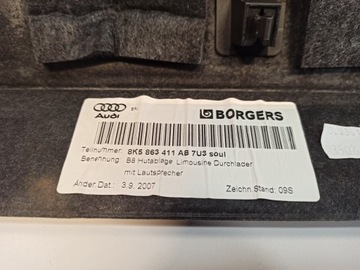 Audi
BORGERS
Teilnummer: 8K5 863 411 AB 7U3 soul
Benennung: B8 Hutablage Limousine Durchlader
mit Lautsprecher
Änder.Dat.: 3.9.2007 Zeichn.Stand: 09S